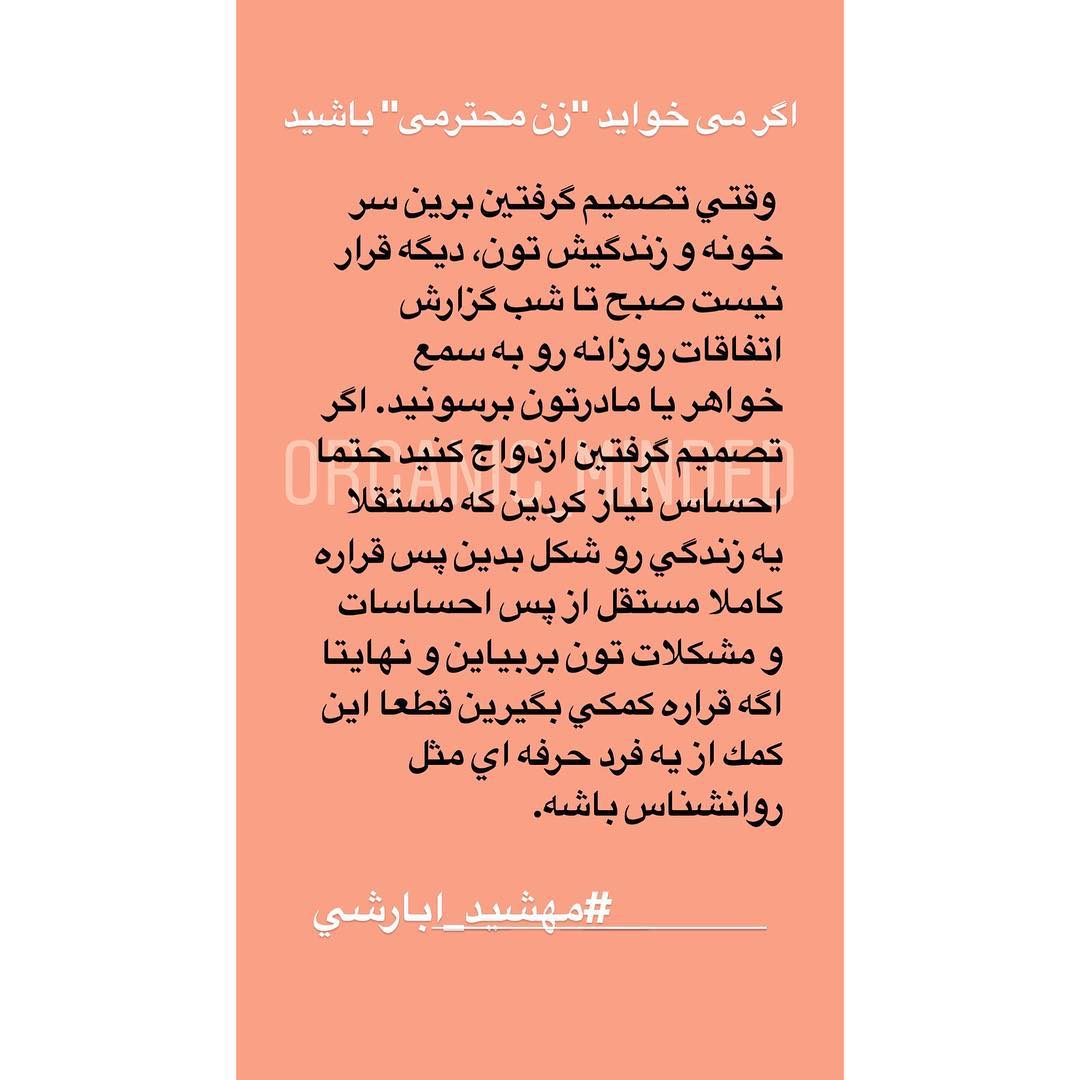 اگر می خواید "زن محترمی" باشید
وقتي تصميم گرفتين برين سر
خونه و زندگيش تون، ديگه قرار
نيست صبح تا شب گزارش
اتفاقات روزانه رو به سمع
خواهر يا مادرتون برسونيد. اگر
تصميم گرفتين ازدواج كنيد حتما
ORGANIC MINDED
احساس نياز كردين كه مستقلا
يه زندگي رو شكل بدين پس قراره
كاملا مستقل از پس احساسات
و مشكلات تون بربياين و نهايتا
اگه قراره كمكي بگيرين قطعا اين
كمك از يه فرد حرفه اي مثل
روانشناس باشه.
#مهشيد_ابارشي